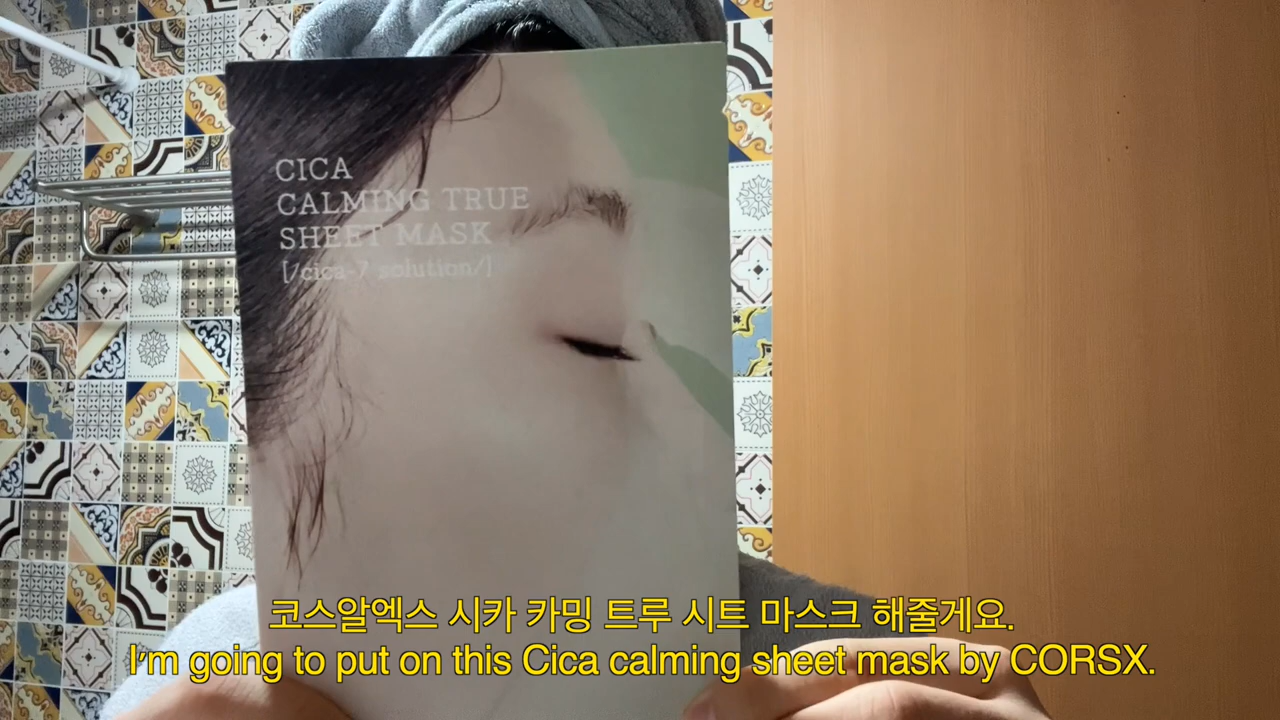 CICA
CALMING TRUE
SHEET MASK
[/cica-7 solution/]
코스알엑스 시카 카밍 트루 시트 마스크 해줄게요.
I'm going to put on this Cica calming sheet mask by CORSX.